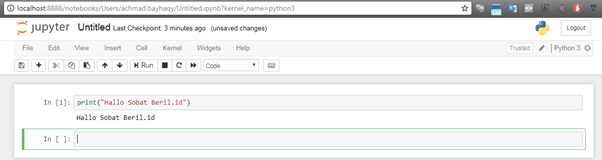 localhost:8888/notebooks/Users/achmad.bayhaqy/Untitled.ipynb?kernel_name=python3
jupyter Untitled Last Checkpoint: 3 minutes ago (unsaved changes) Logout
File Edit View Insert Cell Kernel Widgets Help Trusted Python 3
Run Code
In [1]: print("Hallo Sobat Beril.id")
Hallo Sobat Beril.id
In [ ]: